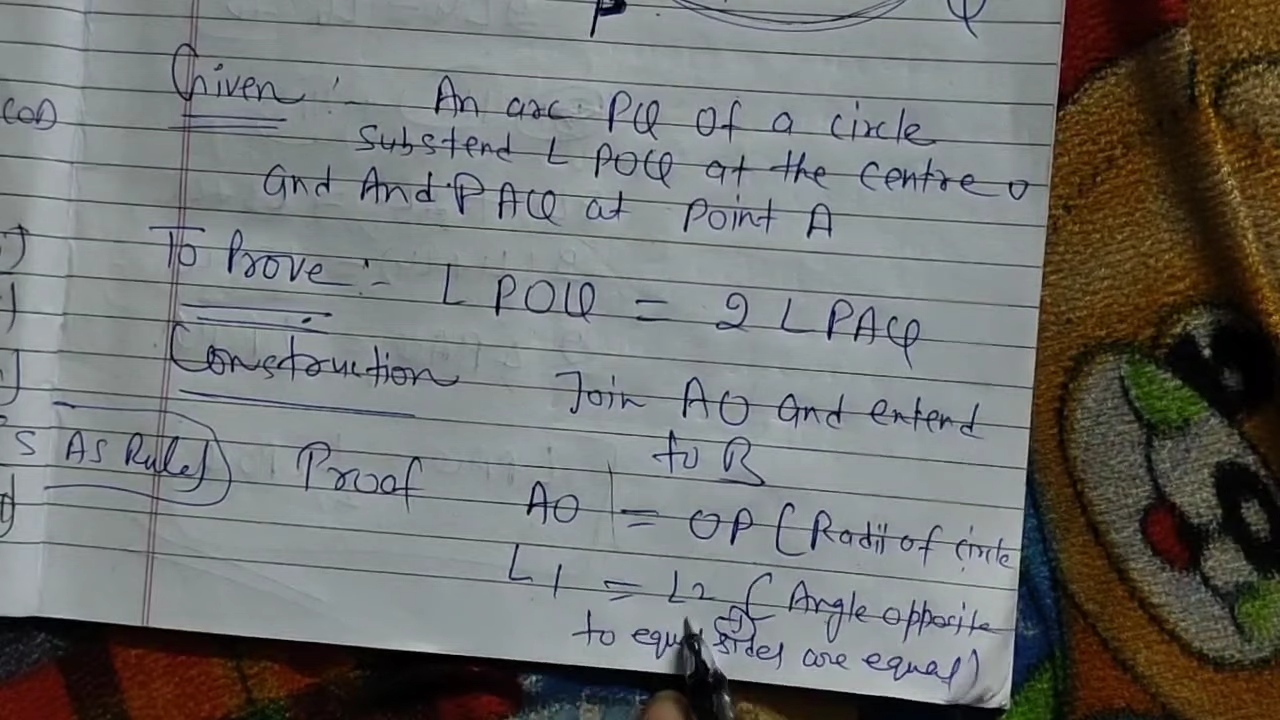 P Q
Given :- An arc PQ of a circle
substend ∠ POQ at the centre O
and And PAQ at point A
To Prove :- ∠ POQ = 2 ∠ PAQ
Construction Join AO and entend
to B
S AS Rule Proof AO = OP (Radii of circle
∠1 = ∠2 ( Angle opposite
to equal sides are equal)